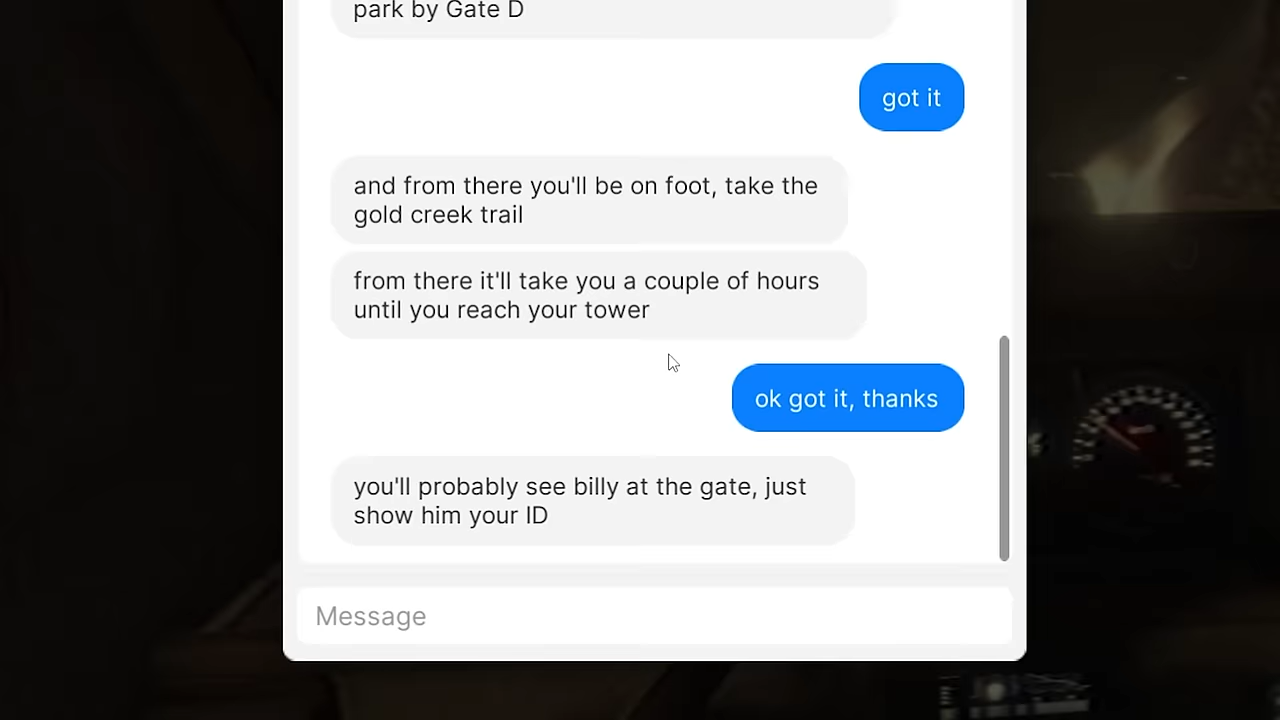 park by Gate D
got it
and from there you'll be on foot, take the
gold creek trail
from there it'll take you a couple of hours
until you reach your tower
ok got it, thanks
you'll probably see billy at the gate, just
show him your ID
Message